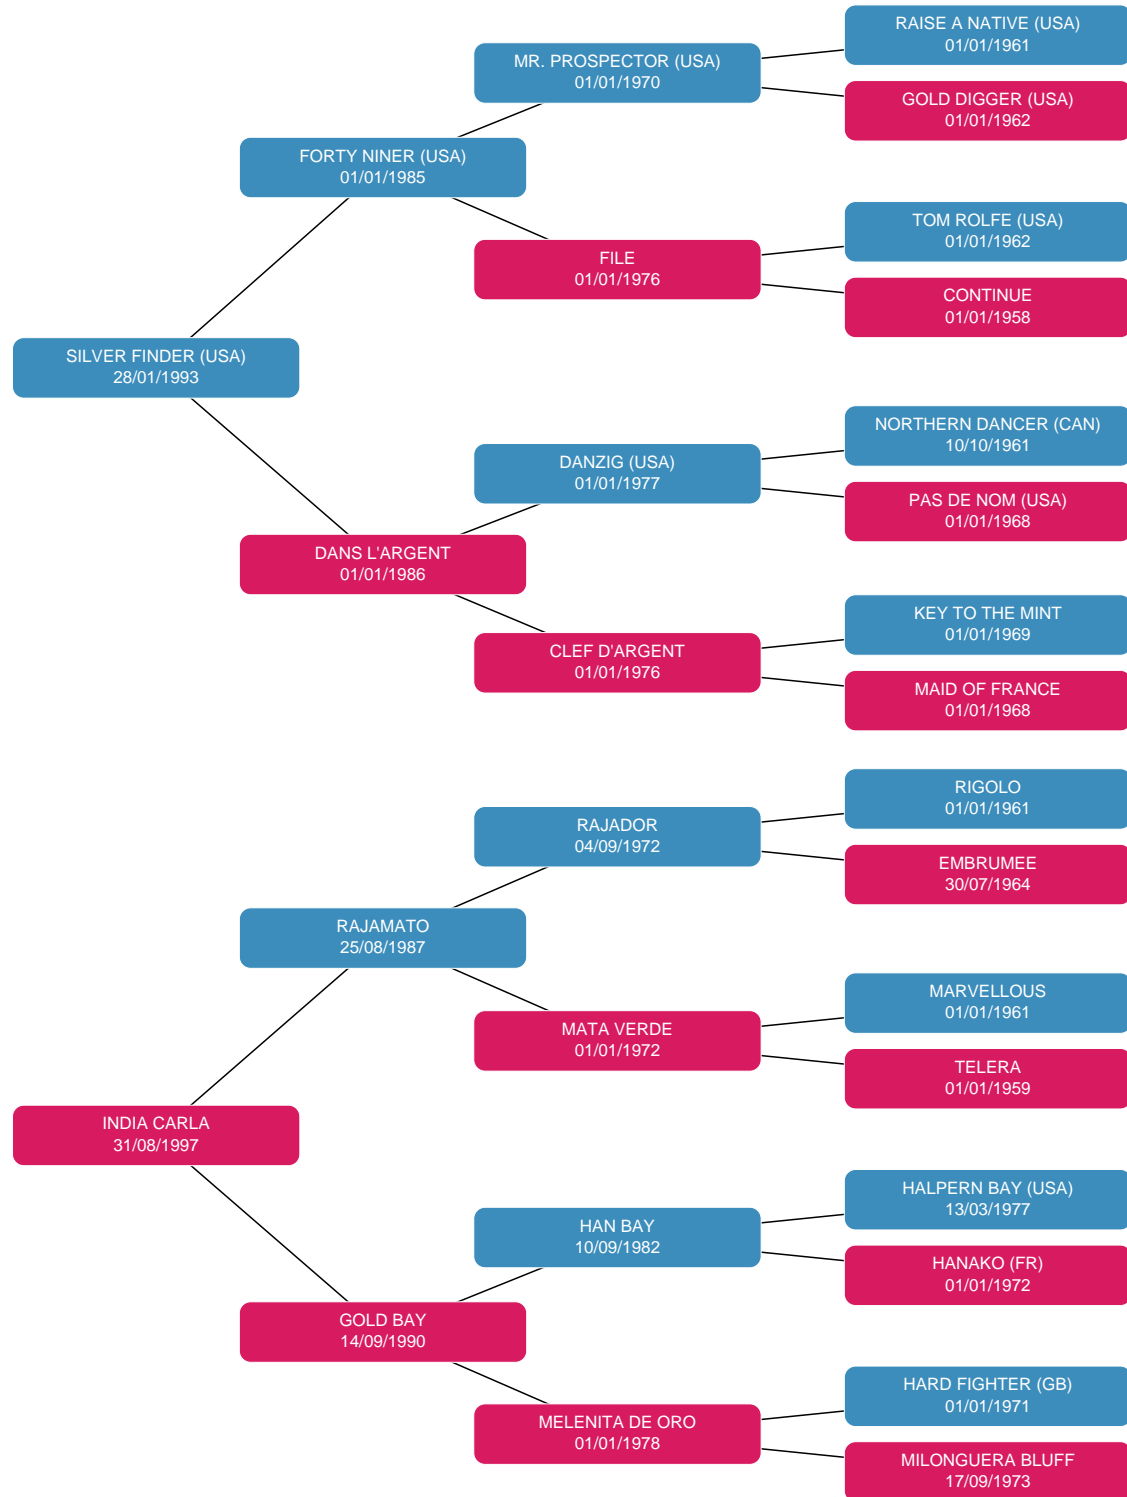 RAISE A NATIVE (USA)
01/01/1961
MR. PROSPECTOR (USA)
01/01/1970
GOLD DIGGER (USA)
01/01/1962
FORTY NINER (USA)
01/01/1985
TOM ROLFE (USA)
01/01/1962
FILE
01/01/1976
CONTINUE
01/01/1958
SILVER FINDER (USA)
28/01/1993
NORTHERN DANCER (CAN)
10/10/1961
DANZIG (USA)
01/01/1977
PAS DE NOM (USA)
01/01/1968
DANS L'ARGENT
01/01/1986
KEY TO THE MINT
01/01/1969
CLEF D'ARGENT
01/01/1976
MAID OF FRANCE
01/01/1968
RIGOLO
01/01/1961
RAJADOR
04/09/1972
EMBRUMEE
30/07/1964
RAJAMATO
25/08/1987
MARVELLOUS
01/01/1961
MATA VERDE
01/01/1972
TELERA
01/01/1959
INDIA CARLA
31/08/1997
HALPERN BAY (USA)
13/03/1977
HAN BAY
10/09/1982
HANAKO (FR)
01/01/1972
GOLD BAY
14/09/1990
HARD FIGHTER (GB)
01/01/1971
MELENITA DE ORO
01/01/1978
MILONGUERA BLUFF
17/09/1973